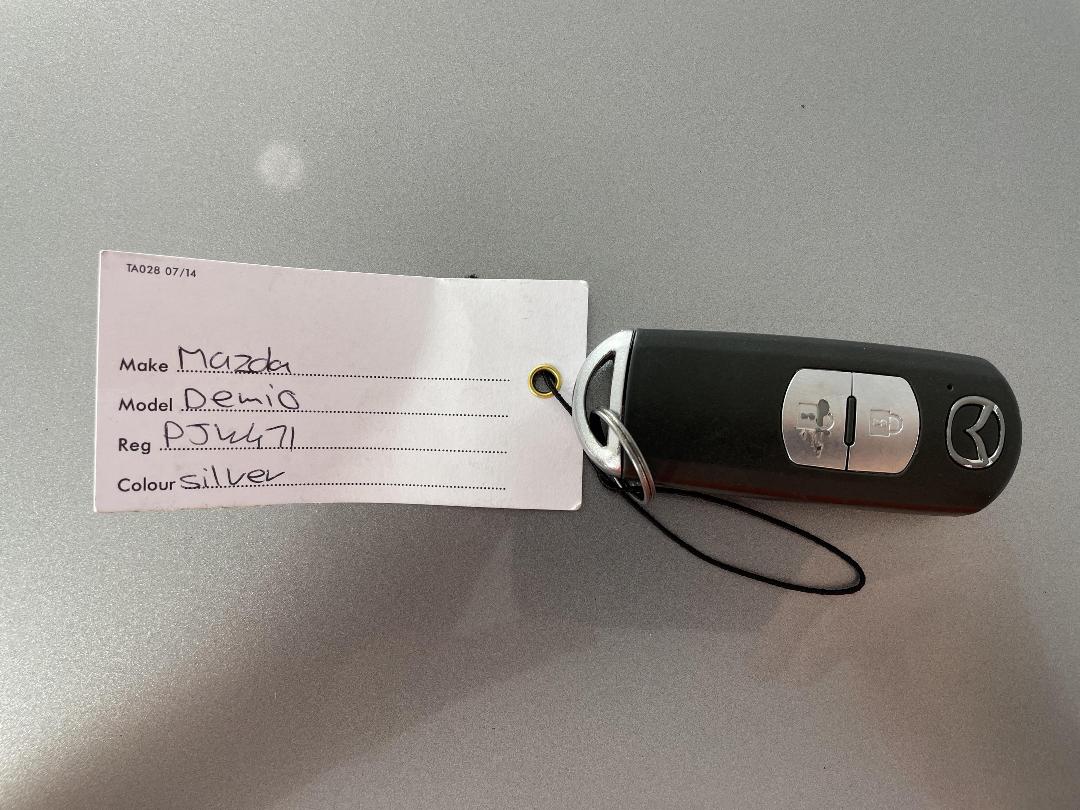 TA028 07/14
Make Mazda
Model Demio
Reg PJW471
Colour silver